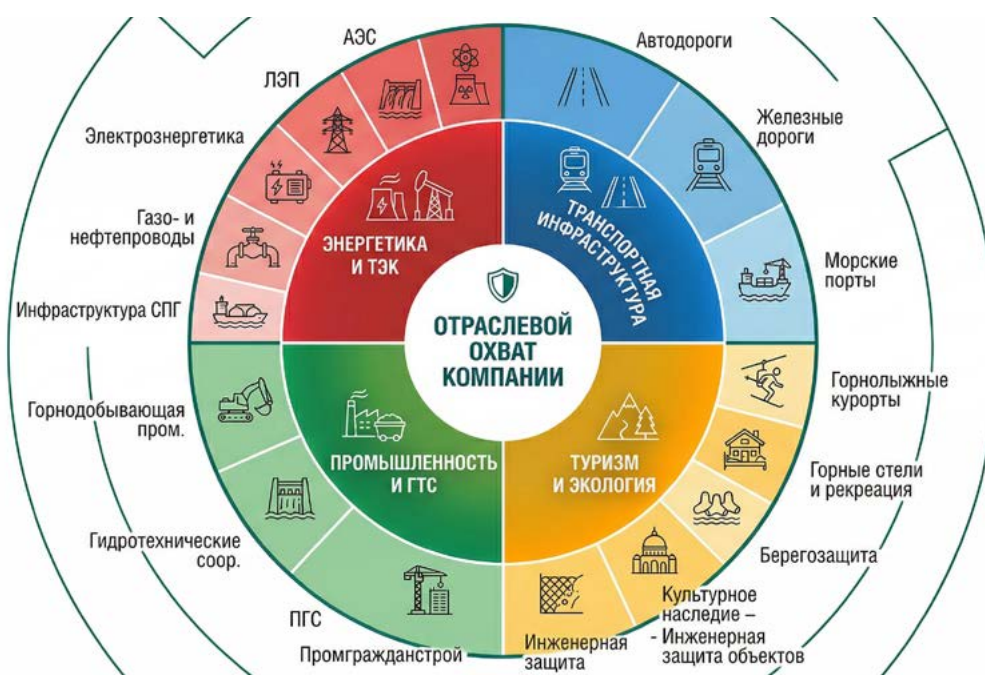 АЭС
ЛЭП
Электроэнергетика
Газо- и
нефтепроводы
Инфраструктура СПГ
Автодороги
Железные
дороги
Морские
порты
ЭНЕРГЕТИКА
И ТЭК
ТРАНСПОРТНАЯ
ИНФРАСТРУКТУРА
ОТРАСЛЕВОЙ
ОХВАТ
КОМПАНИИ
ПРОМЫШЛЕННОСТЬ
И ГТС
ТУРИЗМ
И ЭКОЛОГИЯ
Горнодобывающая
пром.
Гидротехнические
соор.
ПГС
Промгражданстрой
Горнолыжные
курорты
Горные стели
и рекреация
Берегозащита
Культурное
наследие –
- Инженерная
защита объектов
Инженерная
защита